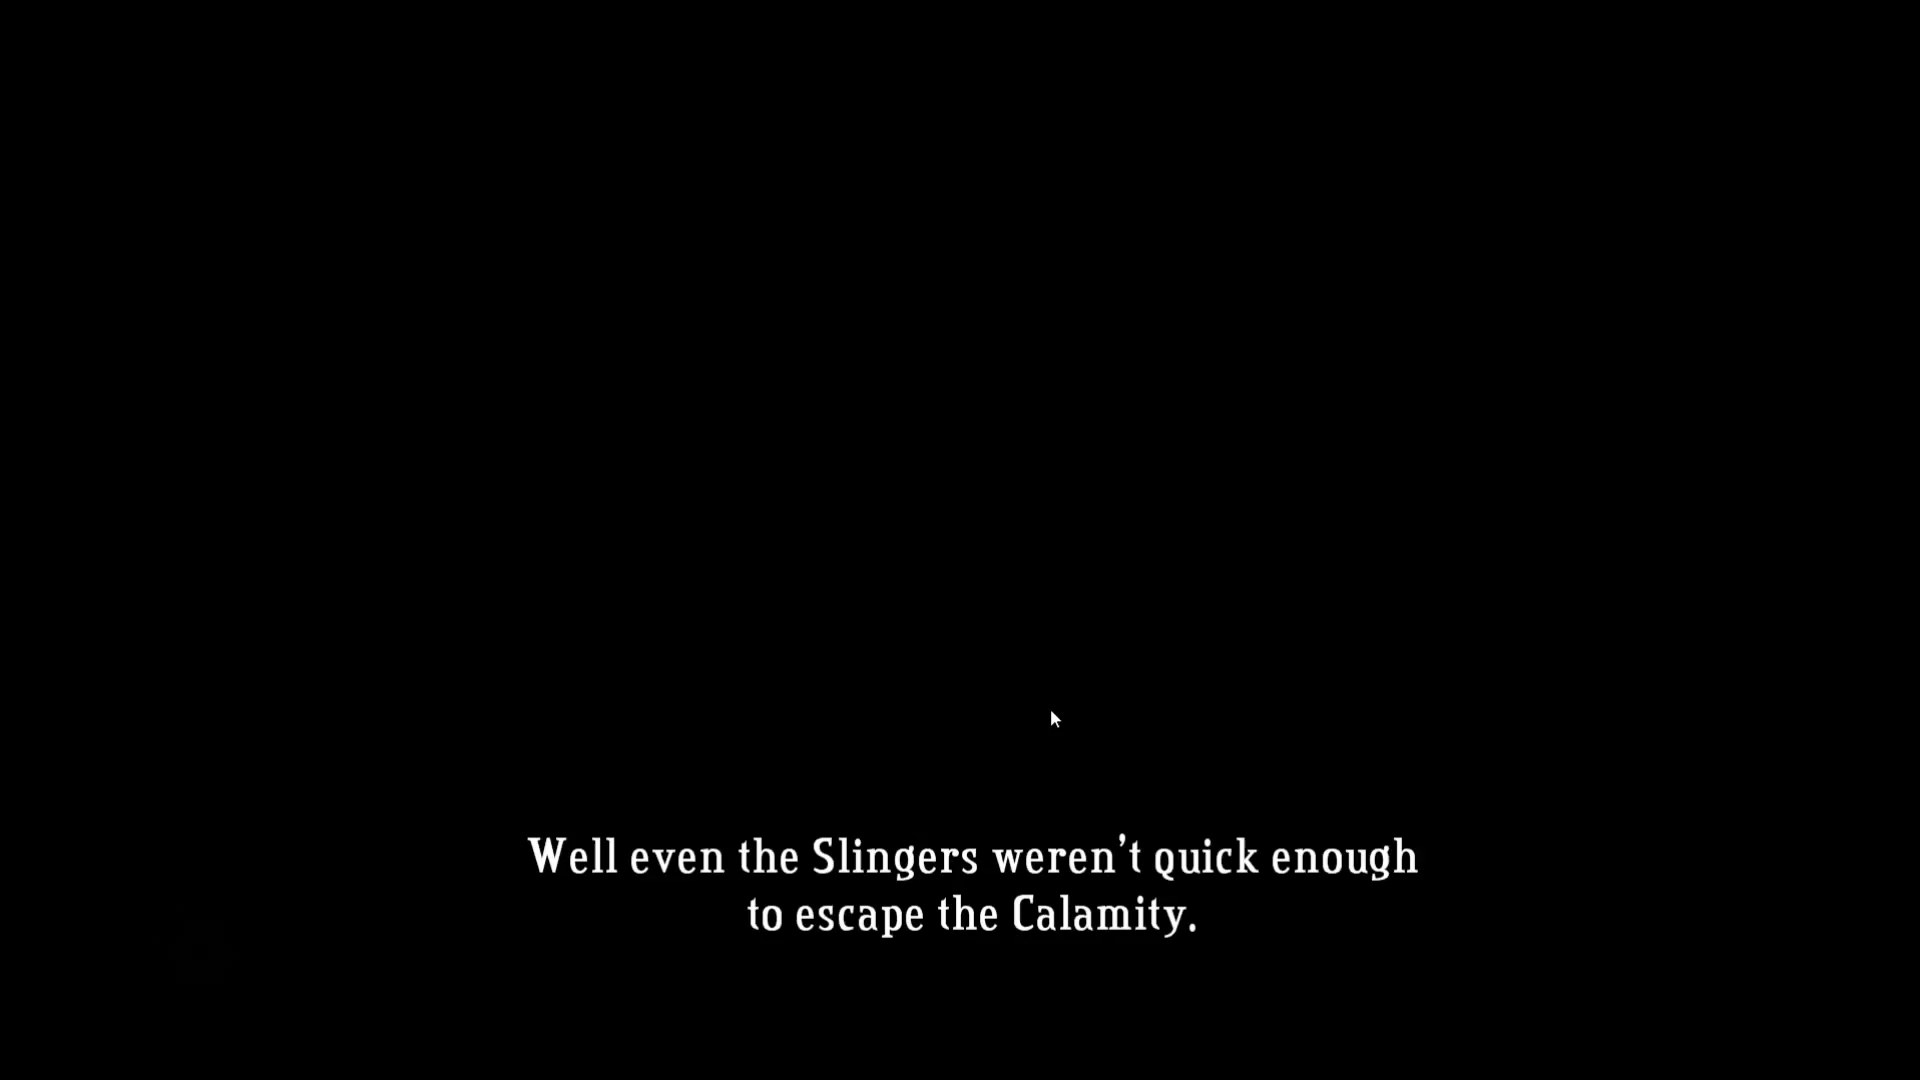 Well even the Slingers weren't quick enough
to escape the Calamity.